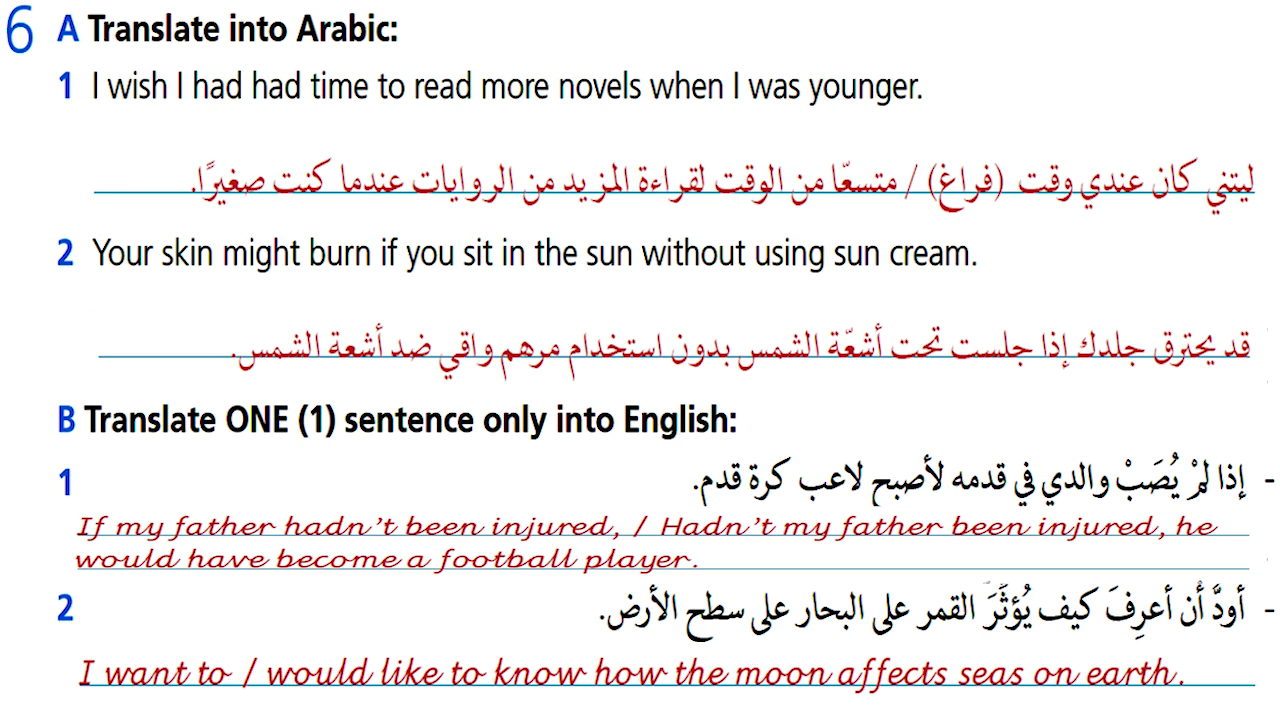 6 A Translate into Arabic:
1 I wish I had had time to read more novels when I was younger.
ليتني كان عندي وقت (فراغ) / متسعّا من الوقت لقراءة المزيد من الروايات عندما كنت صغيرًا.
2 Your skin might burn if you sit in the sun without using sun cream.
قد يحترق جلدك إذا جلست تحت أشعّة الشمس بدون استخدام مرهم واقي ضد أشعة الشمس.
B Translate ONE (1) sentence only into English:
1 - إذا لمْ يُصَبْ والدي في قدمه لأصبح لاعب كرة قدم.
If my father hadn't been injured, / Hadn't my father been injured, he
would have become a football player.
2 - أودَّ أن أعرِفَ كيف يُؤثَّرَ القمر على البحار على سطح الأرض.
I want to / would like to know how the moon affects seas on earth.